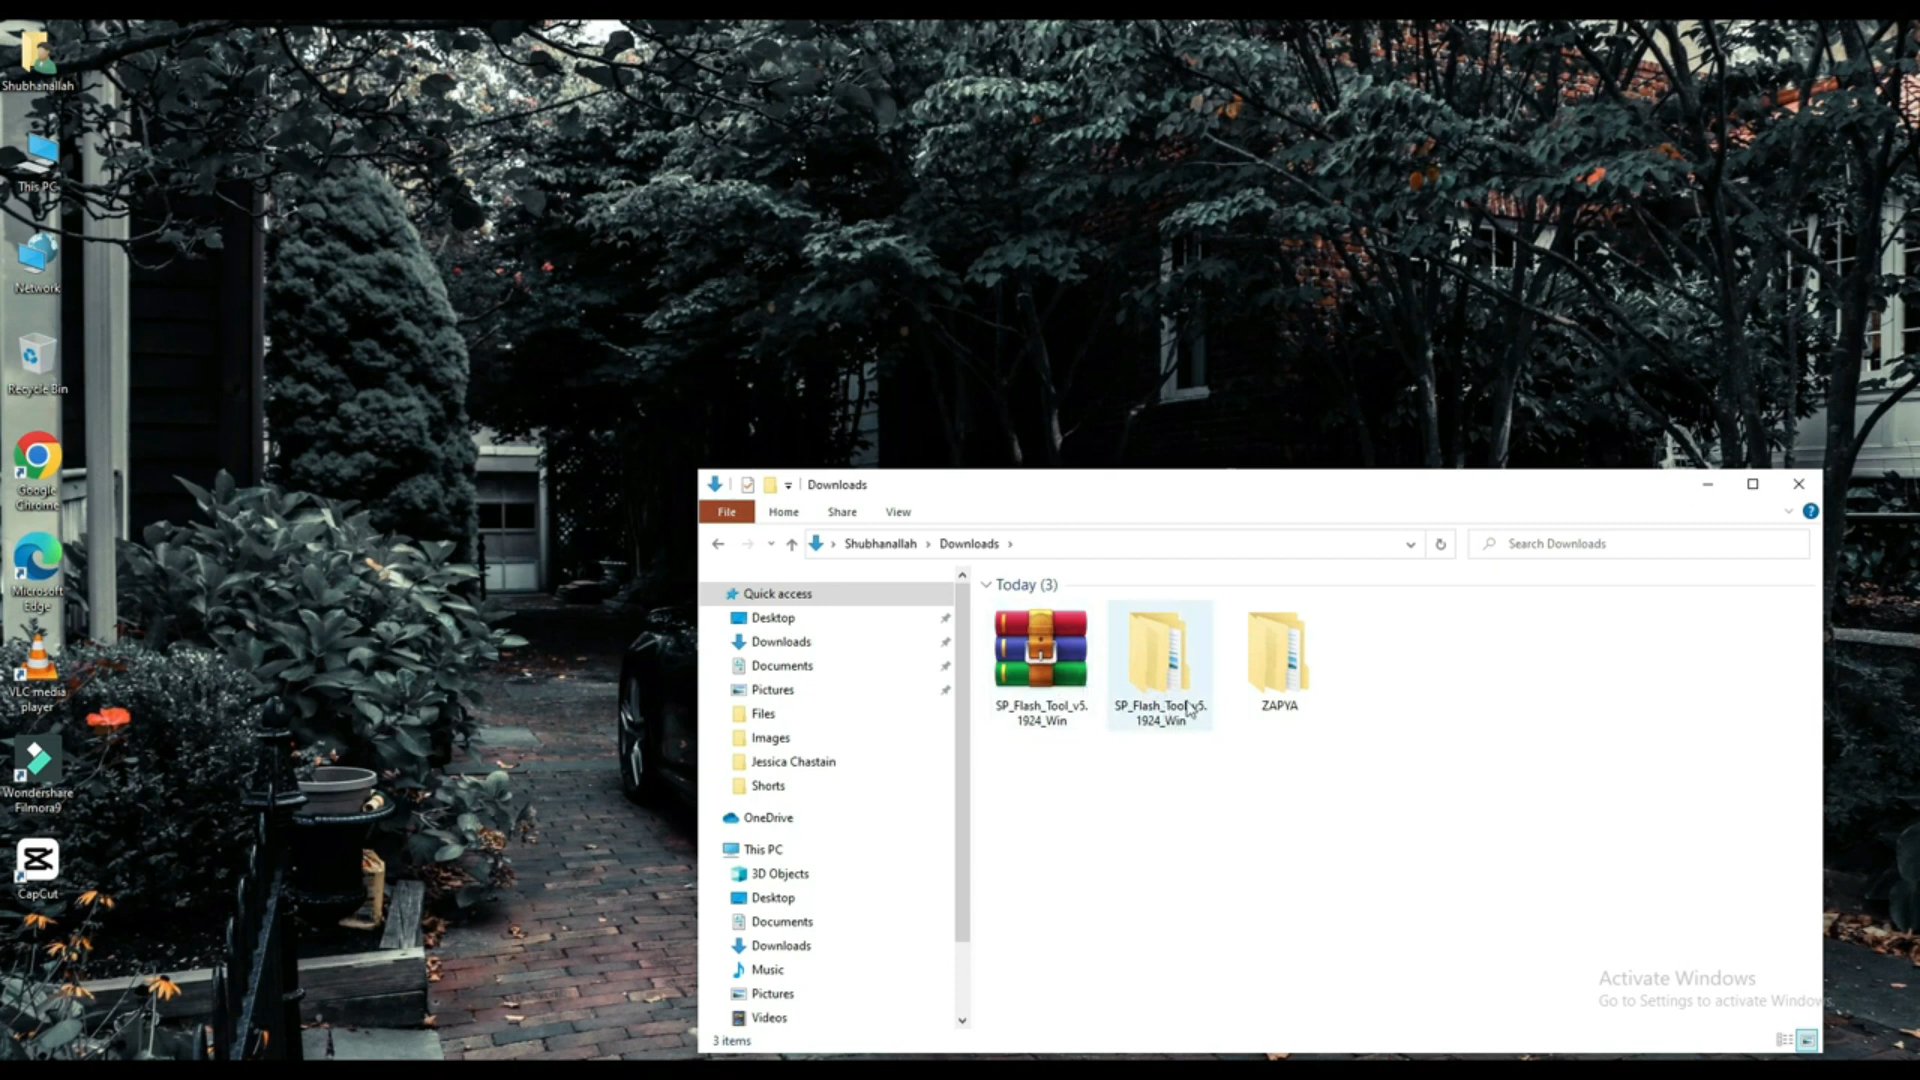 Shubhanallah
This PC
Network
Recycle Bin
Google
Chrome
Microsoft
Edge
VLC media
player
Wondershare
Filmora9
CapCut
Downloads
File
Home
Share
View
Shubhanallah
Downloads
Search Downloads
Quick access
Desktop
Downloads
Documents
Pictures
Files
Images
Jessica Chastain
Shorts
OneDrive
This PC
3D Objects
Desktop
Documents
Downloads
Music
Pictures
Videos
Today (3)
SP_Flash_Tool_v5.
1924_Win
SP_Flash_Tool_v5.
1924_Win
ZAPYA
Activate Windows
Go to Settings to activate Windows.
3 items